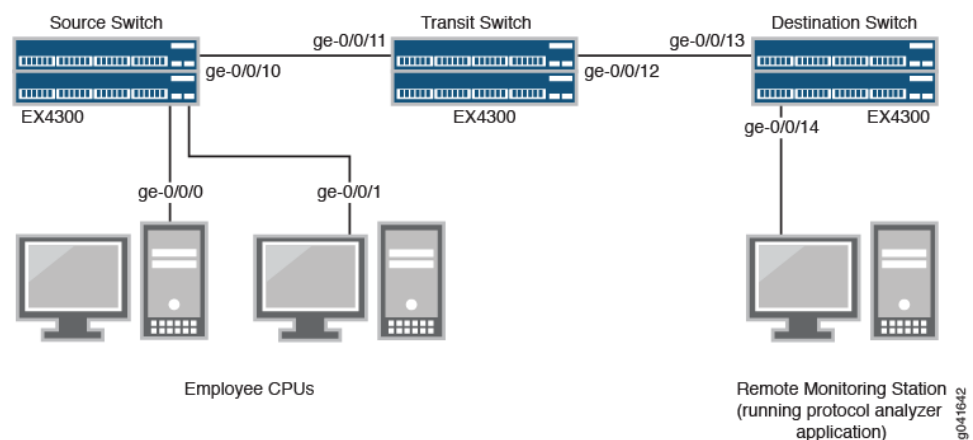 Source Switch
Transit Switch
Destination Switch
ge-0/0/11
ge-0/0/13
ge-0/0/10
ge-0/0/12
EX4300
EX4300
EX4300
ge-0/0/14
ge-0/0/0
ge-0/0/1
Employee CPUs
Remote Monitoring Station
(running protocol analyzer
application)
g041642